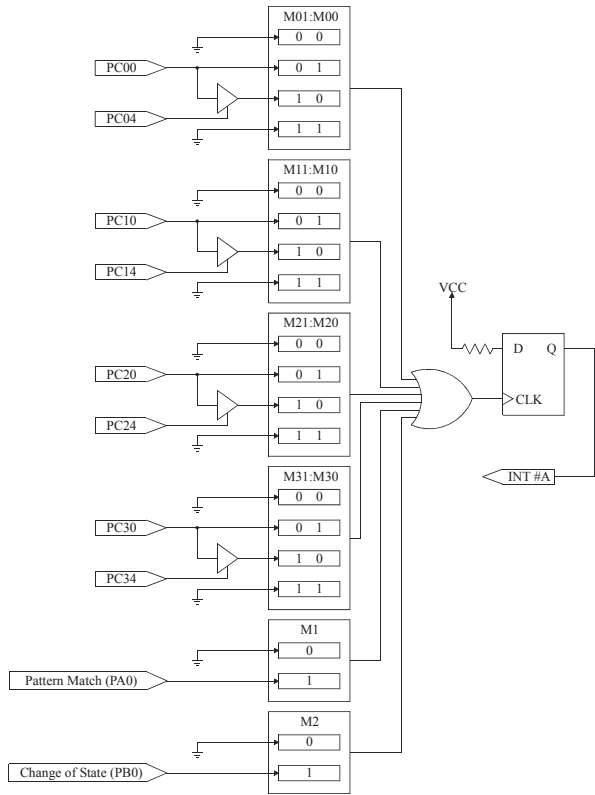 M01:M00
0 0
PC00
0 1
1 0
PC04
1 1
M11:M10
0 0
PC10
0 1
1 0
PC14
1 1
M21:M20
0 0
PC20
0 1
1 0
PC24
1 1
M31:M30
0 0
PC30
0 1
1 0
PC34
1 1
M1
0
Pattern Match (PA0)
1
M2
0
Change of State (PB0)
1
VCC
D Q
CLK
INT #A